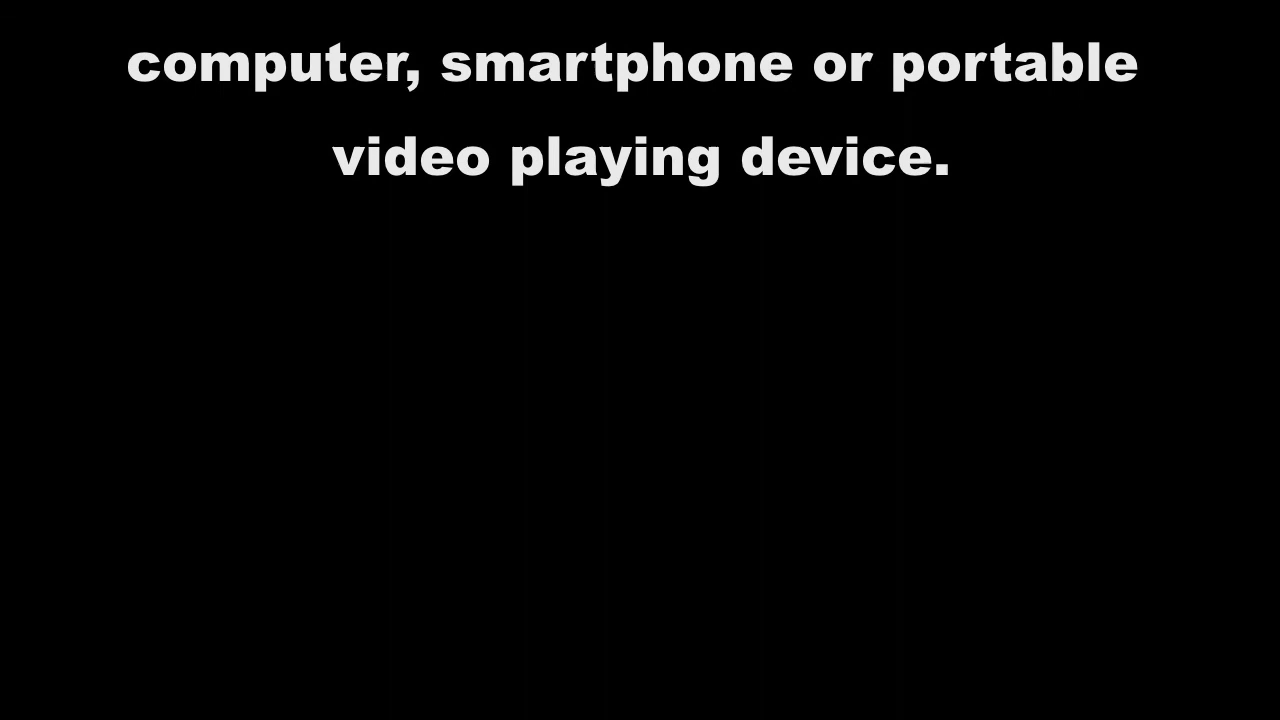 computer, smartphone or portable
video playing device.